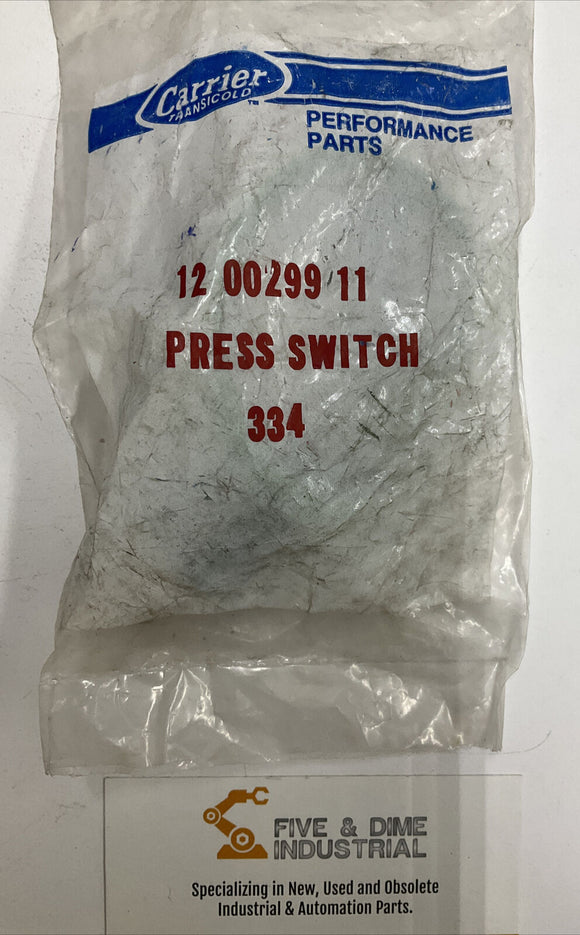 Carrier
TRANSICOLD™
PERFORMANCE
PARTS
12 00299 11
PRESS SWITCH
334
FIVE & DIME
INDUSTRIAL
Specializing in New, Used and Obsolete
Industrial & Automation Parts.